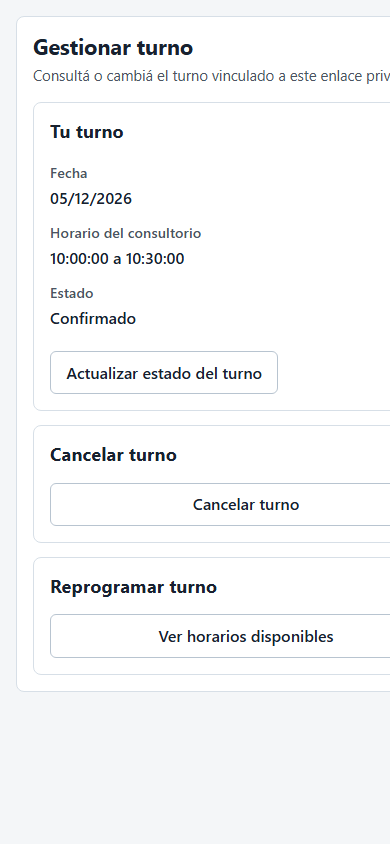 Gestionar turno
Consultá o cambiá el turno vinculado a este enlace priv
Tu turno
Fecha
05/12/2026
Horario del consultorio
10:00:00 a 10:30:00
Estado
Confirmado
Actualizar estado del turno
Cancelar turno
Cancelar turno
Reprogramar turno
Ver horarios disponibles